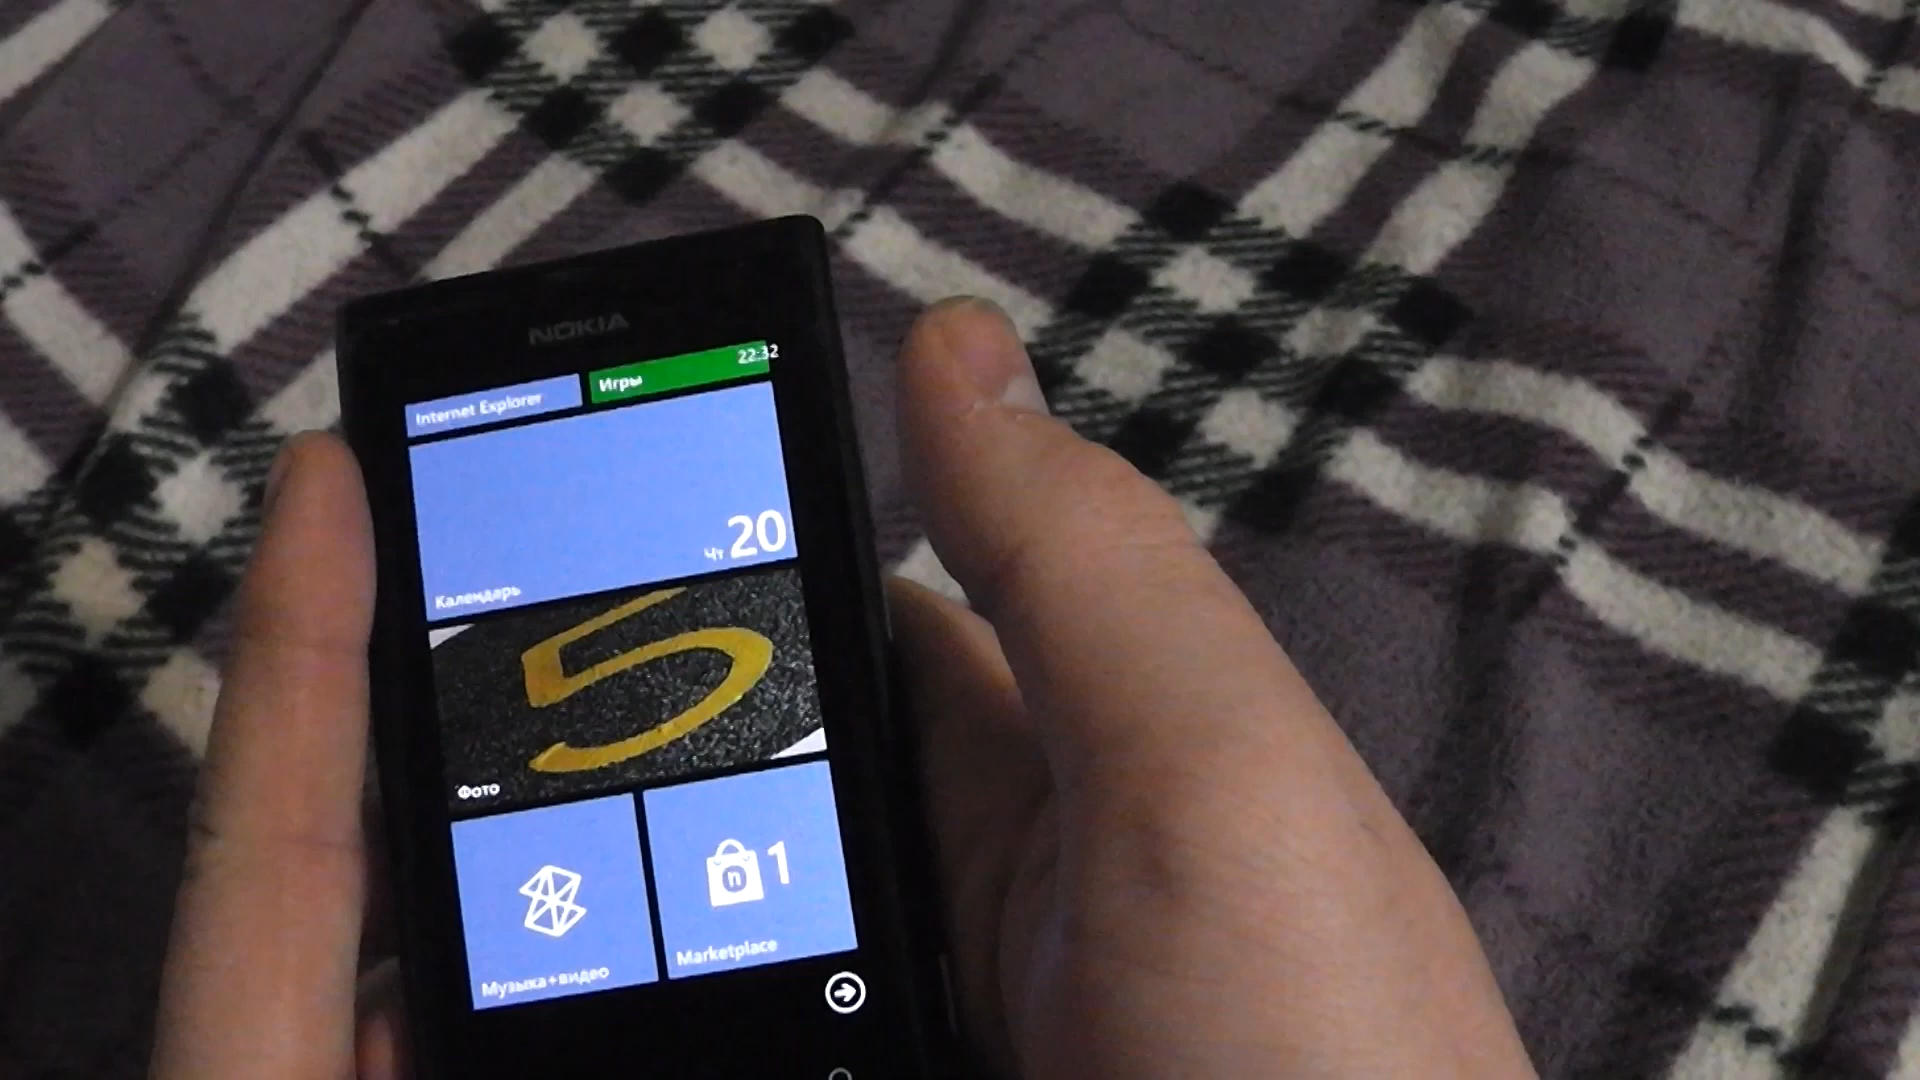 NOKIA
22:32
Internet Explorer
Игры
Чт 20
Календарь
5
Фото
1
Музыка+видео
Marketplace